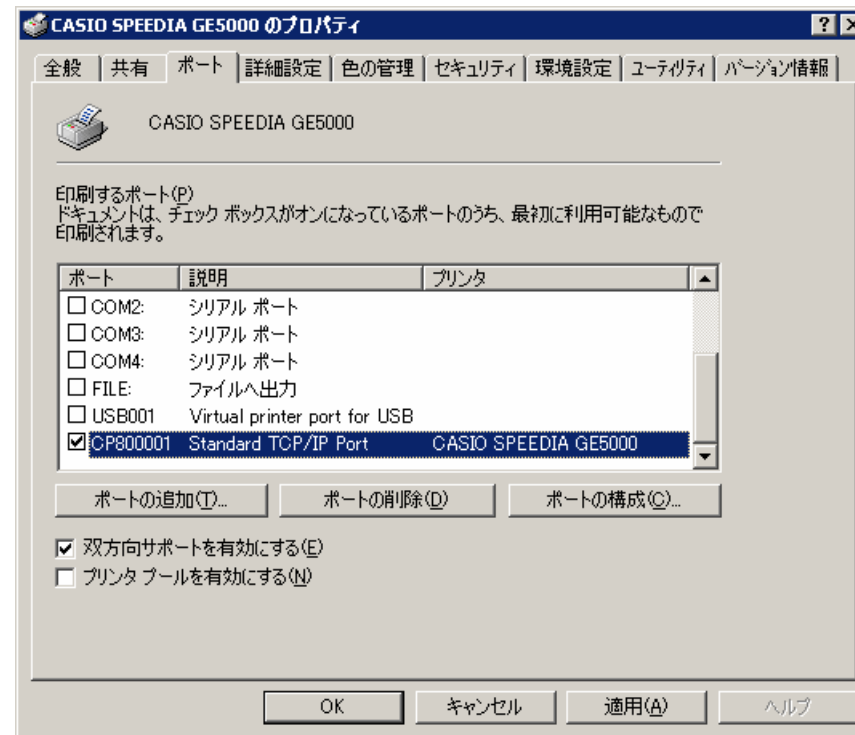 CASIO SPEEDIA GE5000 のプロパティ
全般 共有 ポート 詳細設定 色の管理 セキュリティ 環境設定 ユーティリティ バージョン情報
CASIO SPEEDIA GE5000
印刷するポート(P)
ドキュメントは、チェック ボックスがオンになっているポートのうち、最初に利用可能なもので
印刷されます。
ポート 説明 プリンタ
COM2: シリアル ポート
COM3: シリアル ポート
COM4: シリアル ポート
FILE: ファイルへ出力
USB001 Virtual printer port for USB
CP800001 Standard TCP/IP Port CASIO SPEEDIA GE5000
ポートの追加(T)... ポートの削除(D) ポートの構成(C)...
双方向サポートを有効にする(E)
プリンタ プールを有効にする(N)
OK キャンセル 適用(A) ヘルプ